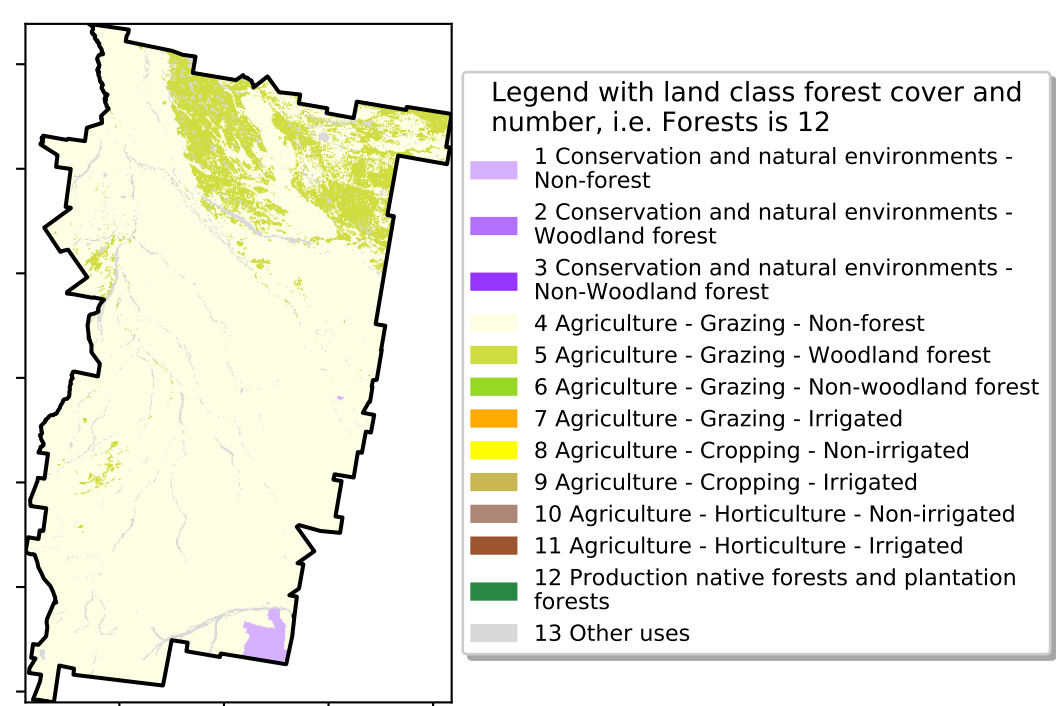 Legend with land class forest cover and
number, i.e. Forests is 12
1 Conservation and natural environments -
Non-forest
2 Conservation and natural environments -
Woodland forest
3 Conservation and natural environments -
Non-Woodland forest
4 Agriculture - Grazing - Non-forest
5 Agriculture - Grazing - Woodland forest
6 Agriculture - Grazing - Non-woodland forest
7 Agriculture - Grazing - Irrigated
8 Agriculture - Cropping - Non-irrigated
9 Agriculture - Cropping - Irrigated
10 Agriculture - Horticulture - Non-irrigated
11 Agriculture - Horticulture - Irrigated
12 Production native forests and plantation
forests
13 Other uses